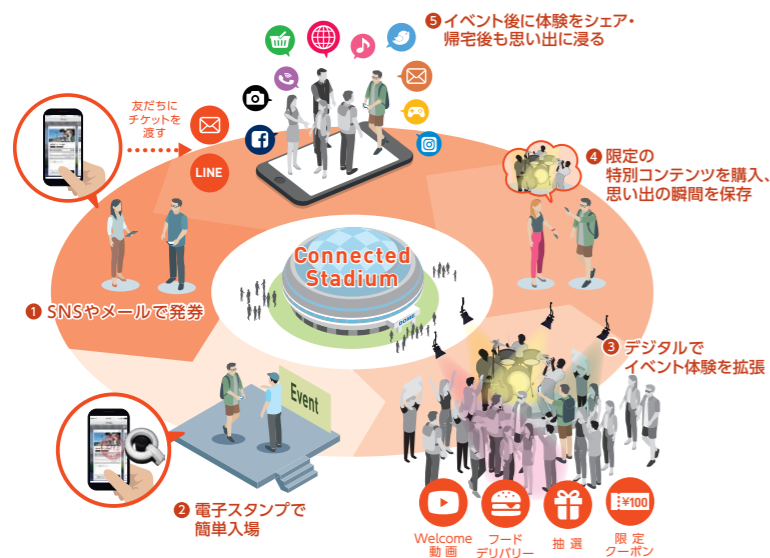 ❺イベント後に体験をシェア・
帰宅後も思い出に浸る
友だちに
チケットを
渡す
LINE
❹限定の
特別コンテンツを購入、
思い出の瞬間を保存
Connected
Stadium
DOME
❶SNSやメールで発券
❸デジタルで
イベント体験を拡張
Event
❷電子スタンプで
簡単入場
¥100
Welcome
動画
フード
デリバリー
抽選
限定
クーポン